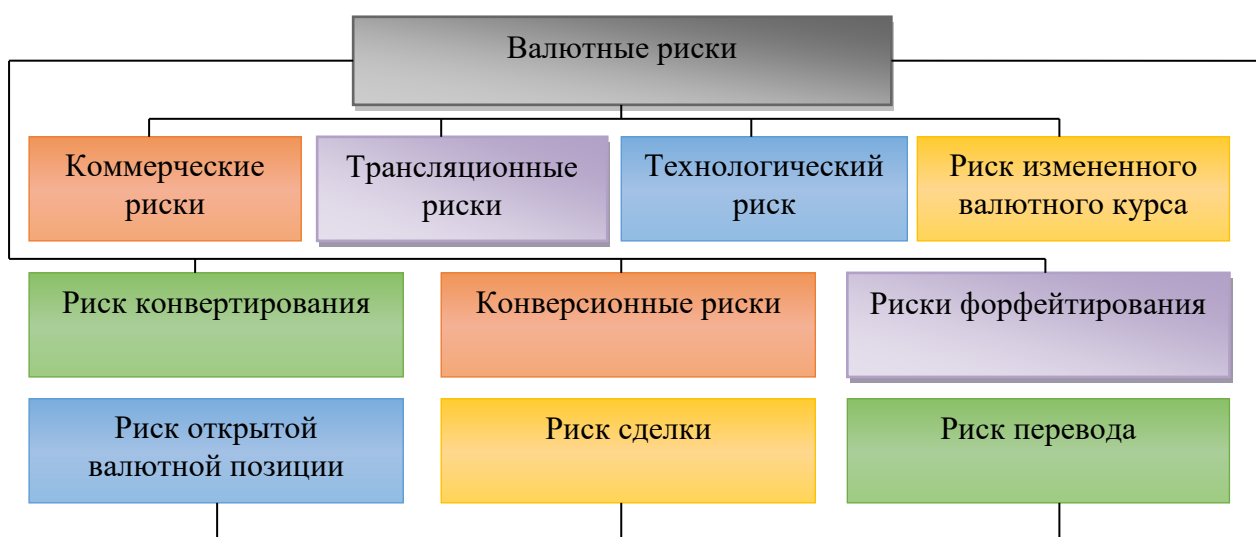 Валютные риски
Коммерческие
риски
Трансляционные
риски
Технологический
риск
Риск измененного
валютного курса
Риск конвертирования
Конверсионные риски
Риски форфейтирования
Риск открытой
валютной позиции
Риск сделки
Риск перевода